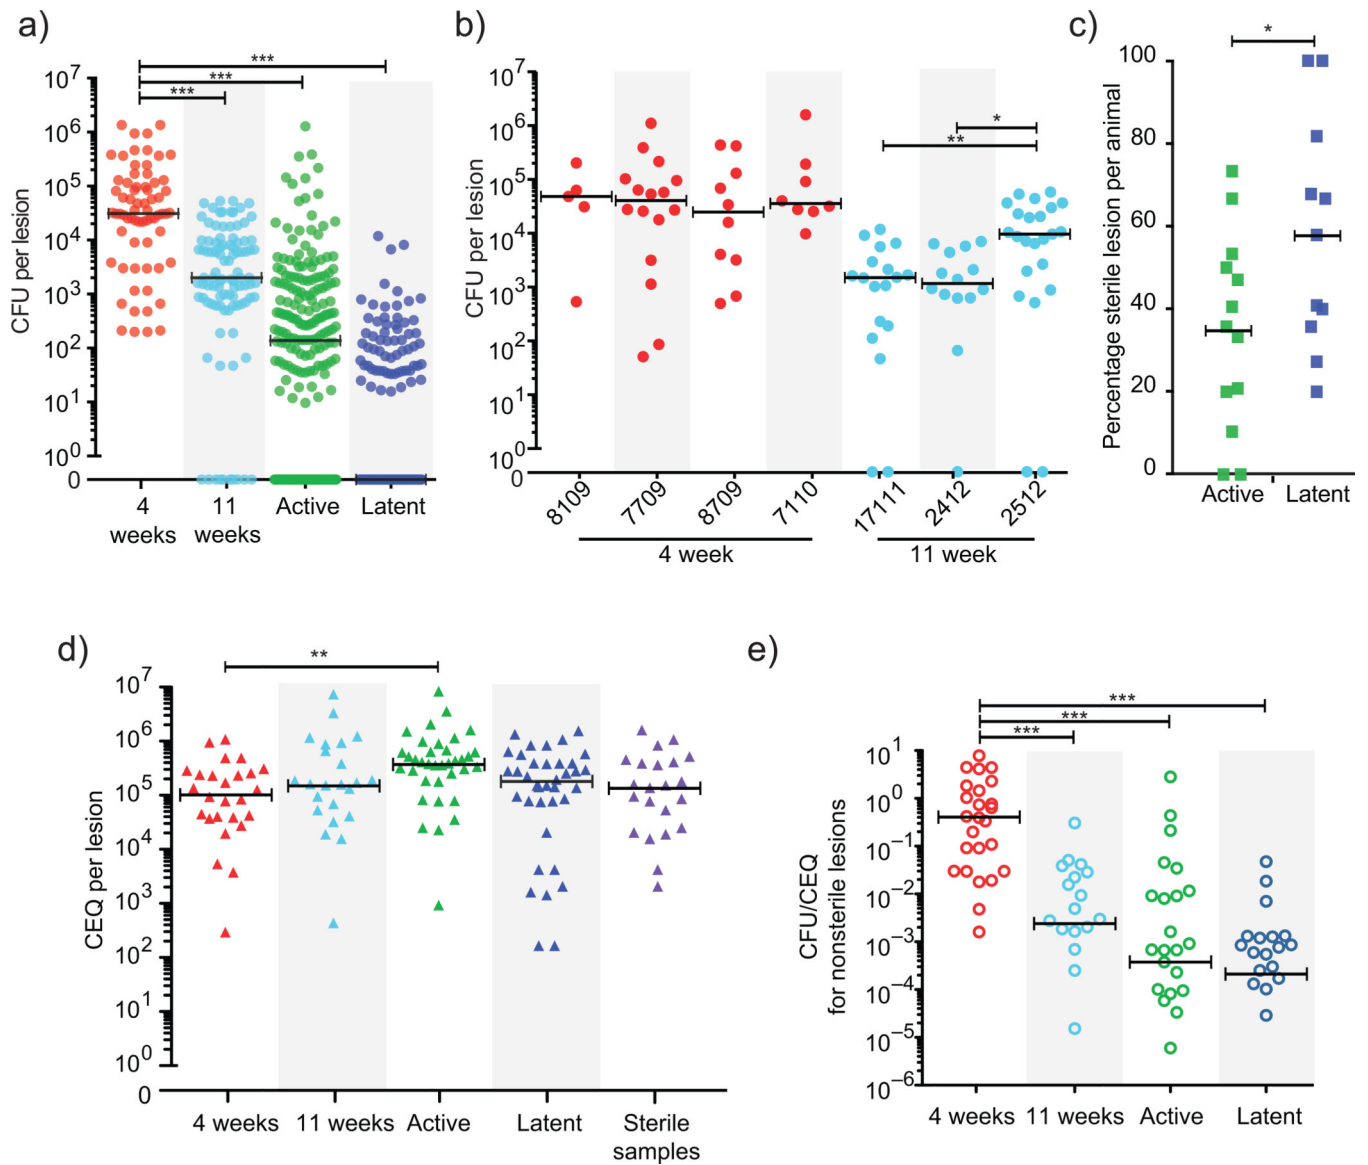 a)
***
***
***
CFU per lesion
10^7
10^6
10^5
10^4
10^3
10^2
10^1
10^0
0
4 weeks
11 weeks
Active
Latent
b)
*
**
CFU per lesion
10^7
10^6
10^5
10^4
10^3
10^2
10^1
10^0
0
8109
7709
8709
7110
17111
2412
2512
4 week
11 week
c)
*
Percentage sterile lesion per animal
100
80
60
40
20
0
Active
Latent
d)
**
CEQ per lesion
10^7
10^6
10^5
10^4
10^3
10^2
10^1
10^0
0
4 weeks
11 weeks
Active
Latent
Sterile
samples
e)
***
***
***
CFU/CEQ
for nonsterile lesions
10^1
10^0
10^-1
10^-2
10^-3
10^-4
10^-5
10^-6
4 weeks
11 weeks
Active
Latent